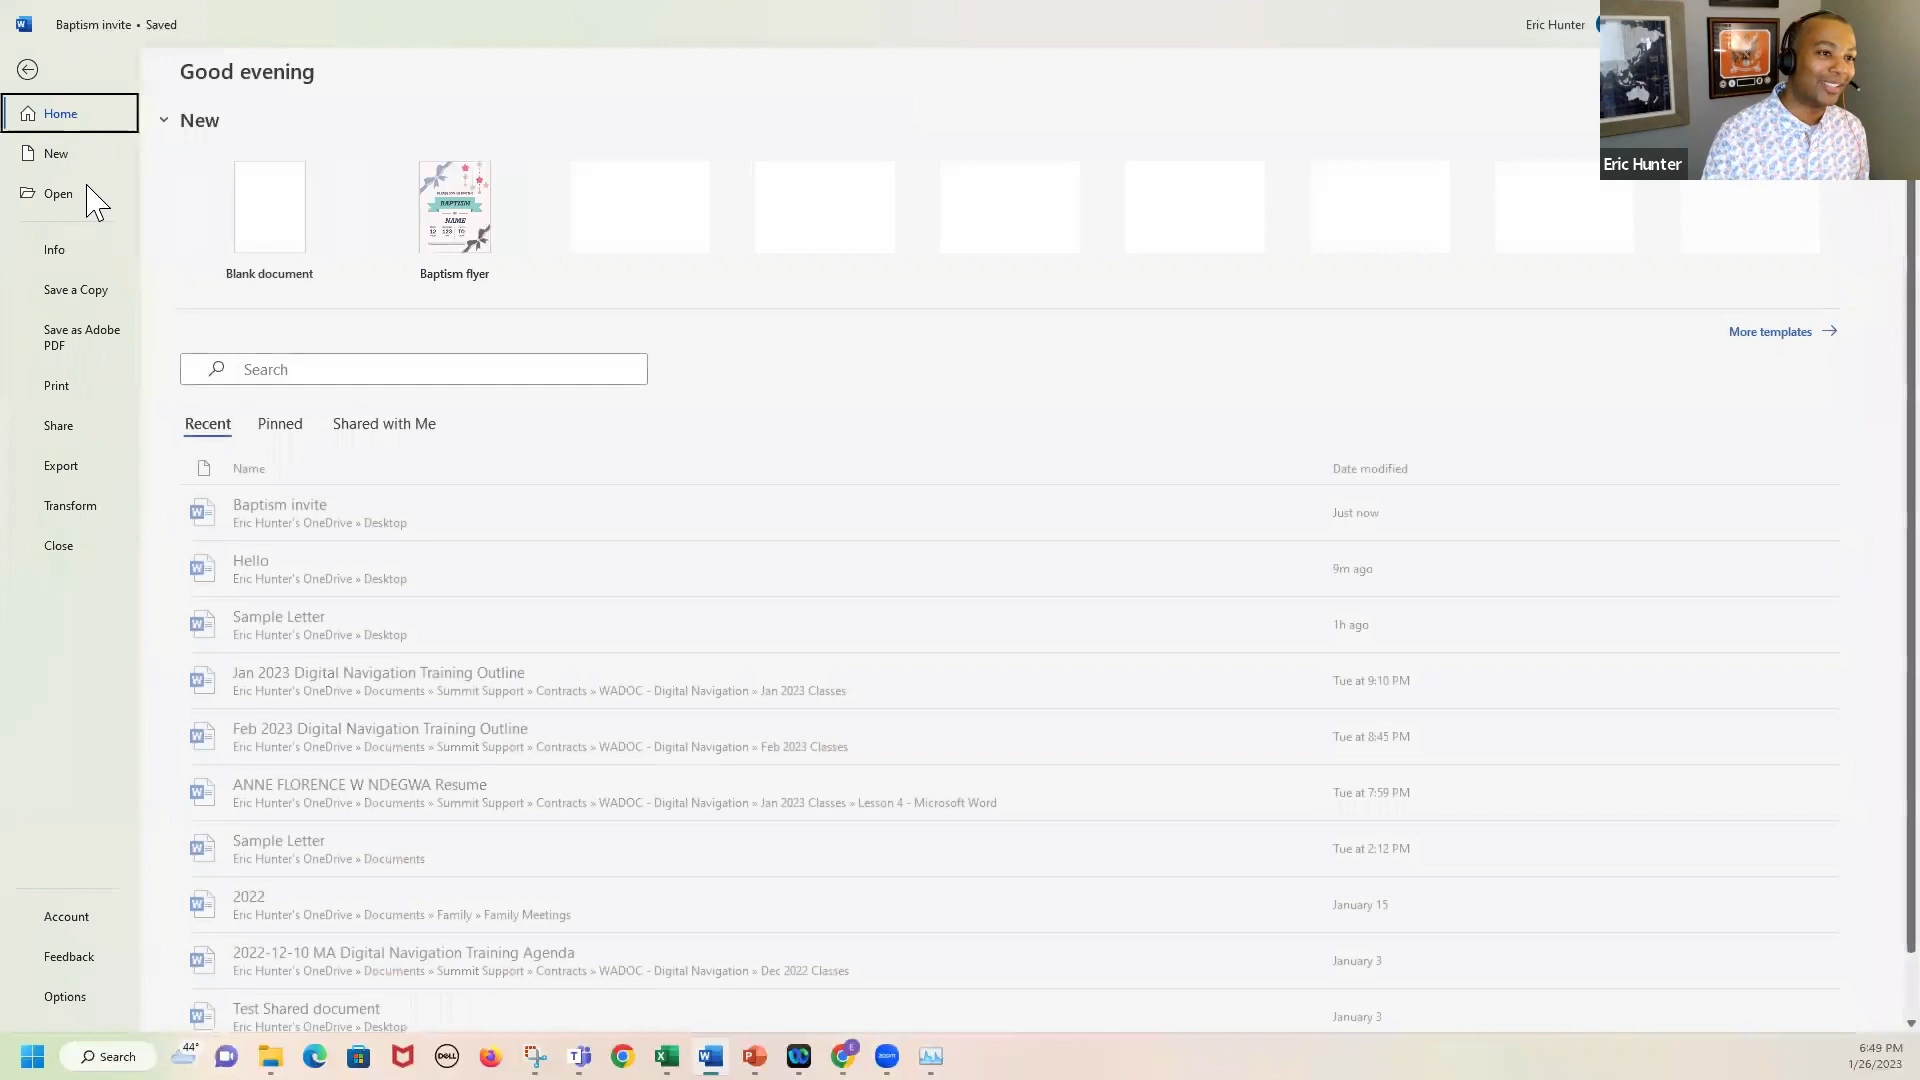 Baptism invite • Saved
Eric Hunter
Good evening
Home
New
New
Open
Eric Hunter
BAPTISM
NAME
Blank document
Baptism flyer
Info
Save a Copy
More templates
Save as Adobe
PDF
Search
Print
Share
Recent Pinned Shared with Me
Export
Name Date modified
Transform
Close
Baptism invite
Eric Hunter's OneDrive » Desktop
Just now
Hello
Eric Hunter's OneDrive » Desktop
9m ago
Sample Letter
Eric Hunter's OneDrive » Desktop
1h ago
Jan 2023 Digital Navigation Training Outline
Eric Hunter's OneDrive » Documents » Summit Support » Contracts » WADOC - Digital Navigation » Jan 2023 Classes
Tue at 9:10 PM
Feb 2023 Digital Navigation Training Outline
Eric Hunter's OneDrive » Documents » Summit Support » Contracts » WADOC - Digital Navigation » Feb 2023 Classes
Tue at 8:45 PM
ANNE FLORENCE W NDEGWA Resume
Eric Hunter's OneDrive » Documents » Summit Support » Contracts » WADOC - Digital Navigation » Jan 2023 Classes » Lesson 4 - Microsoft Word
Tue at 7:59 PM
Sample Letter
Eric Hunter's OneDrive » Documents
Tue at 2:12 PM
2022
Eric Hunter's OneDrive » Documents » Family » Family Meetings
January 15
2022-12-10 MA Digital Navigation Training Agenda
Eric Hunter's OneDrive » Documents » Summit Support » Contracts » WADOC - Digital Navigation » Dec 2022 Classes
January 3
Test Shared document
Eric Hunter's OneDrive » Desktop
January 3
Account
Feedback
Options
Search
44°
DELL
zoom
E
6:49 PM
1/26/2023